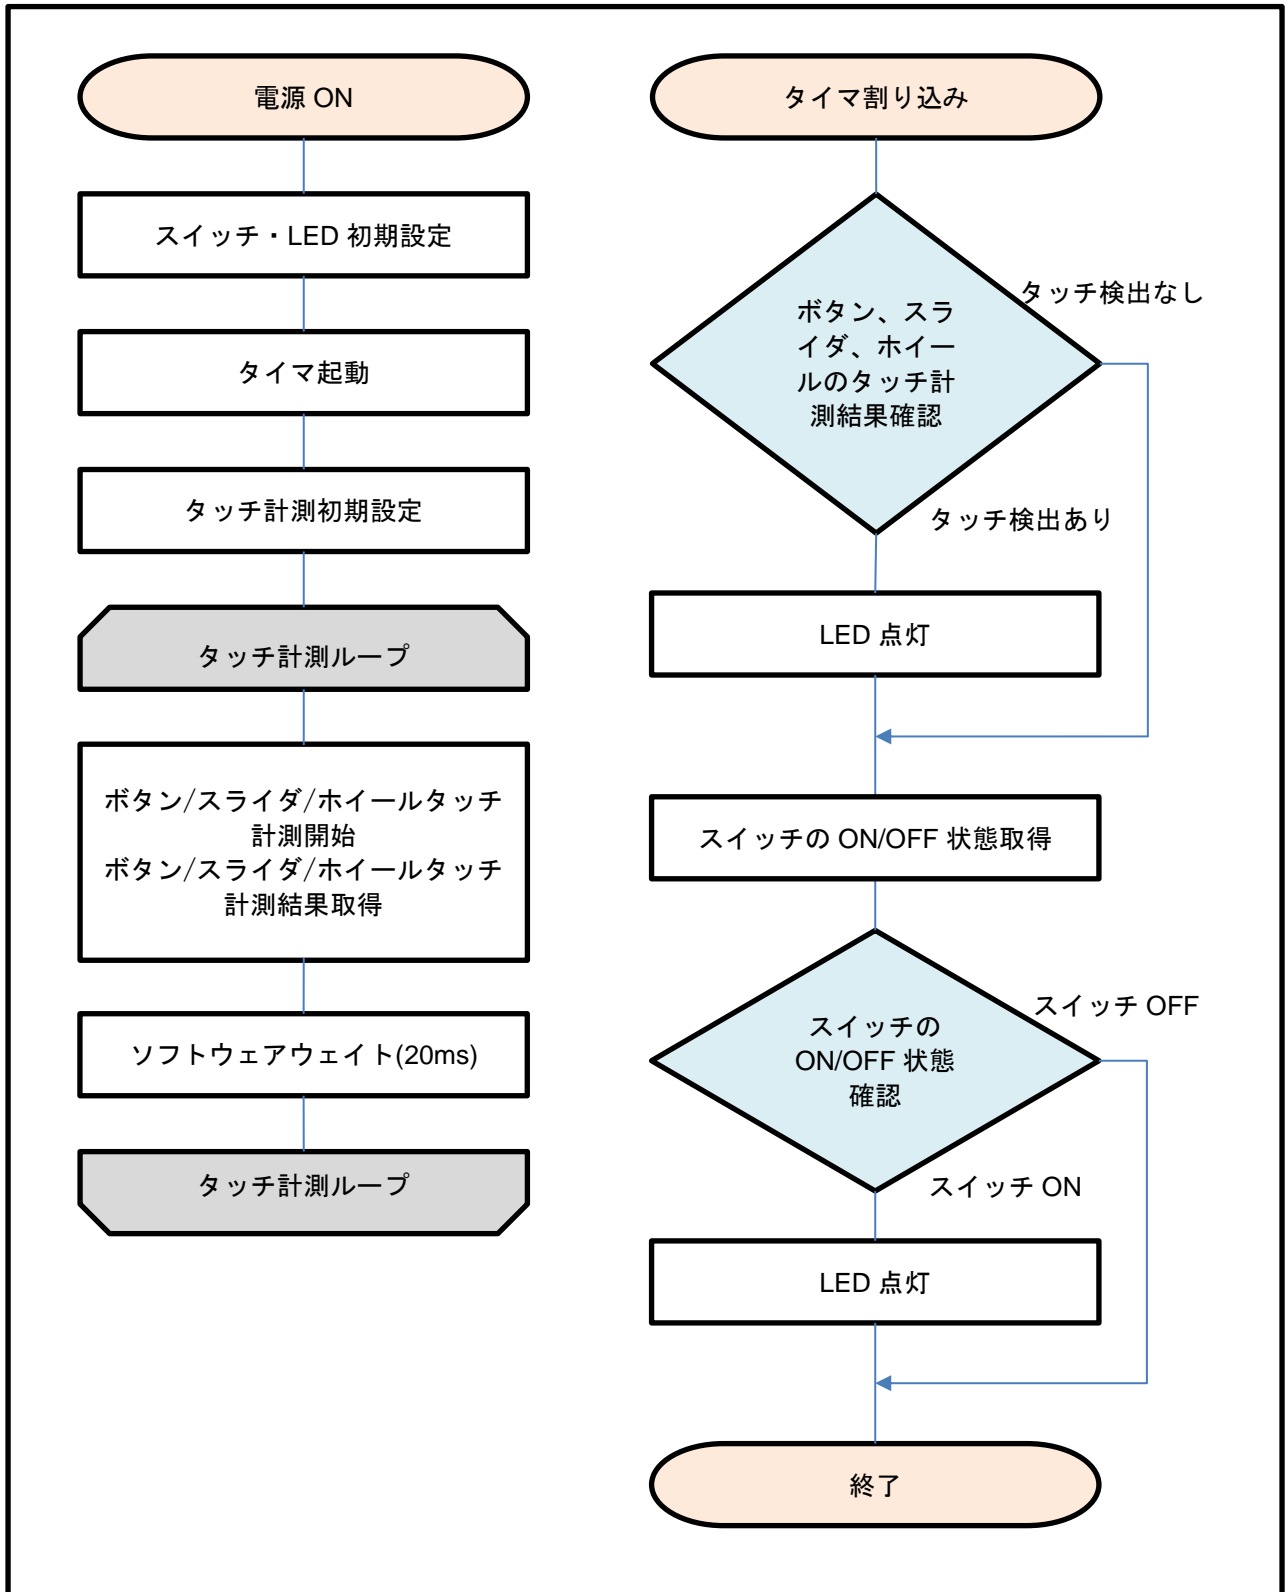 電源 ON
スイッチ・LED 初期設定
タイマ起動
タッチ計測初期設定
タッチ計測ループ
ボタン/スライダ/ホイールタッチ
計測開始
ボタン/スライダ/ホイールタッチ
計測結果取得
ソフトウェアウェイト(20ms)
タッチ計測ループ
タイマ割り込み
ボタン、スラ
イダ、ホイー
ルのタッチ計
測結果確認
タッチ検出なし
タッチ検出あり
LED 点灯
スイッチの ON/OFF 状態取得
スイッチの
ON/OFF 状態
確認
スイッチ OFF
スイッチ ON
LED 点灯
終了